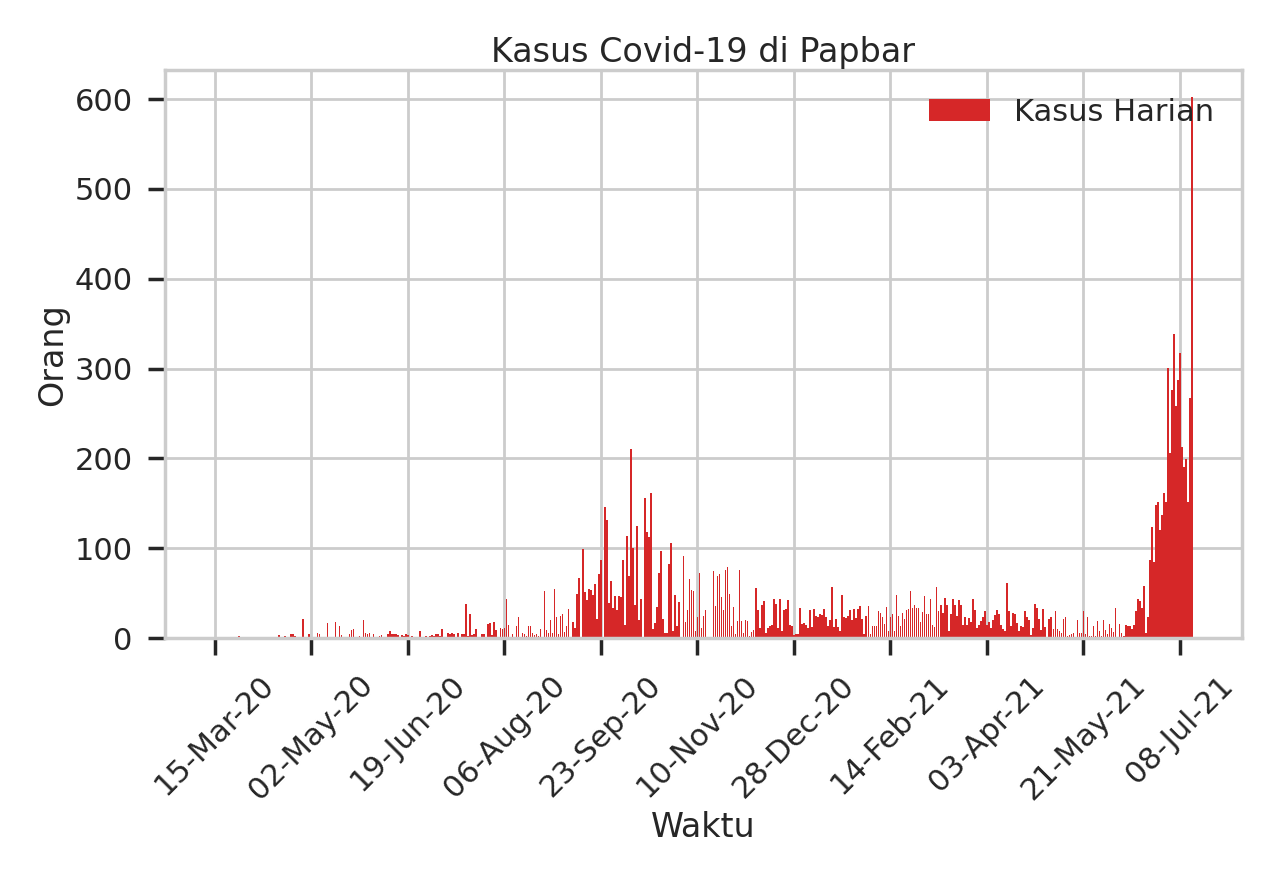 Kasus Covid-19 di Papbar
Kasus Harian
600
500
400
300
200
100
0
Orang
15-Mar-20
02-May-20
19-Jun-20
06-Aug-20
23-Sep-20
10-Nov-20
28-Dec-20
14-Feb-21
03-Apr-21
21-May-21
08-Jul-21
Waktu